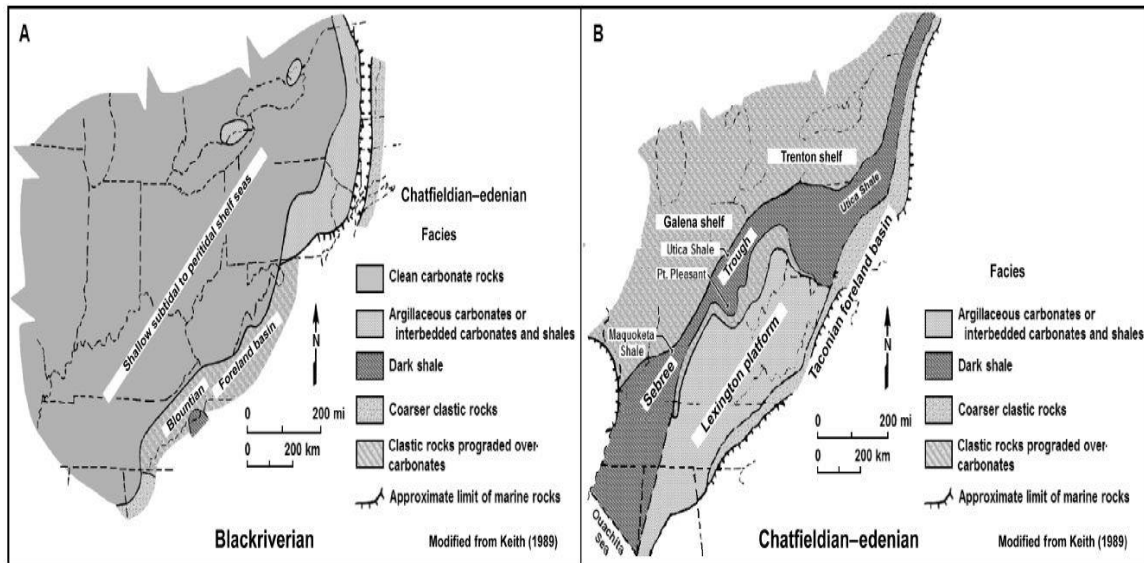 A
Shallow subtidal to peritidal shelf seas
Blountian
Foreland basin
Chatfieldian–edenian
Facies
Clean carbonate rocks
Argillaceous carbonates or
interbedded carbonates and shales
Dark shale
Coarser clastic rocks
Clastic rocks prograded over
carbonates
Approximate limit of marine rocks
N
0 200 mi
0 200 km
Blackriverian
Modified from Keith (1989)
B
Trenton shelf
Galena shelf
Utica Shale
Utica Shale
Pt. Pleasant
Trough
Maquoketa
Shale
Sebree
Lexington platform
Taconian foreland basin
Ouachita
Sea
Facies
Argillaceous carbonates or
interbedded carbonates and shales
Dark shale
Coarser clastic rocks
Clastic rocks prograded over-
carbonates
Approximate limit of marine rocks
N
0 200 mi
0 200 km
Chatfieldian–edenian
Modified from Keith (1989)